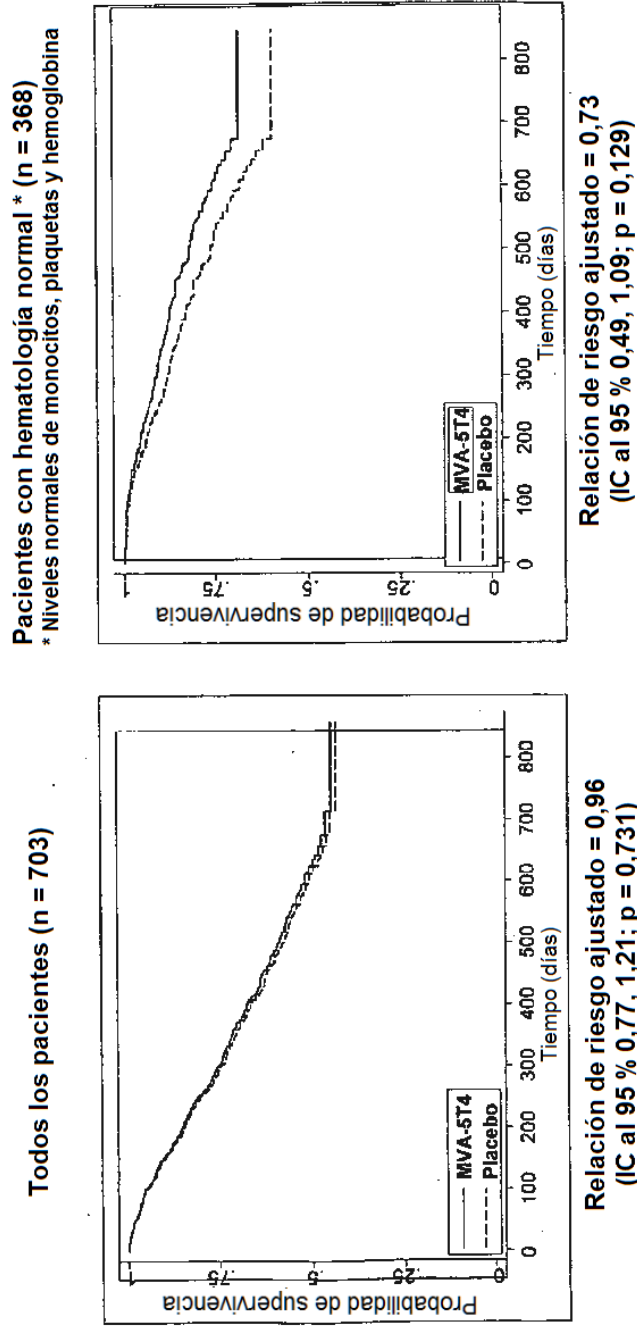 Todos los pacientes (n = 703)
Probabilidad de supervivencia
1
.75
.5
.25
0
MVA-5T4
Placebo
0 100 200 300 400 500 600 700 800
Tiempo (días)
Relación de riesgo ajustado = 0,96
(IC al 95 % 0,77, 1,21; p = 0,731)
Pacientes con hematología normal * (n = 368)
* Niveles normales de monocitos, plaquetas y hemoglobina
Probabilidad de supervivencia
1
.75
.5
.25
0
MVA-5T4
Placebo
0 100 200 300 400 500 600 700 800
Tiempo (días)
Relación de riesgo ajustado = 0,73
(IC al 95 % 0,49, 1,09; p = 0,129)